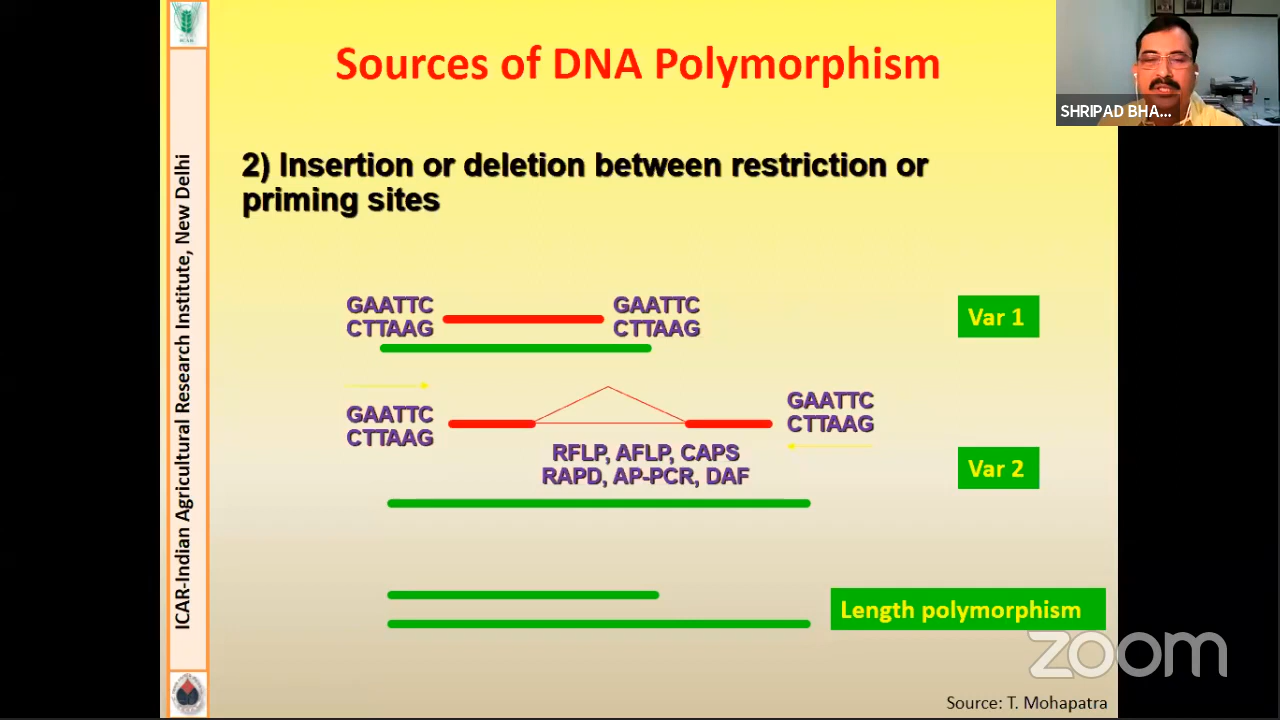 Sources of DNA Polymorphism
SHRIPAD BHA...
ICAR-Indian Agricultural Research Institute, New Delhi
2) Insertion or deletion between restriction or
priming sites
GAATTC GAATTC
CTTAAG CTTAAG
Var 1
GAATTC
CTTAAG
GAATTC
CTTAAG
RFLP, AFLP, CAPS
RAPD, AP-PCR, DAF
Var 2
Length polymorphism
zoom
Source: T. Mohapatra